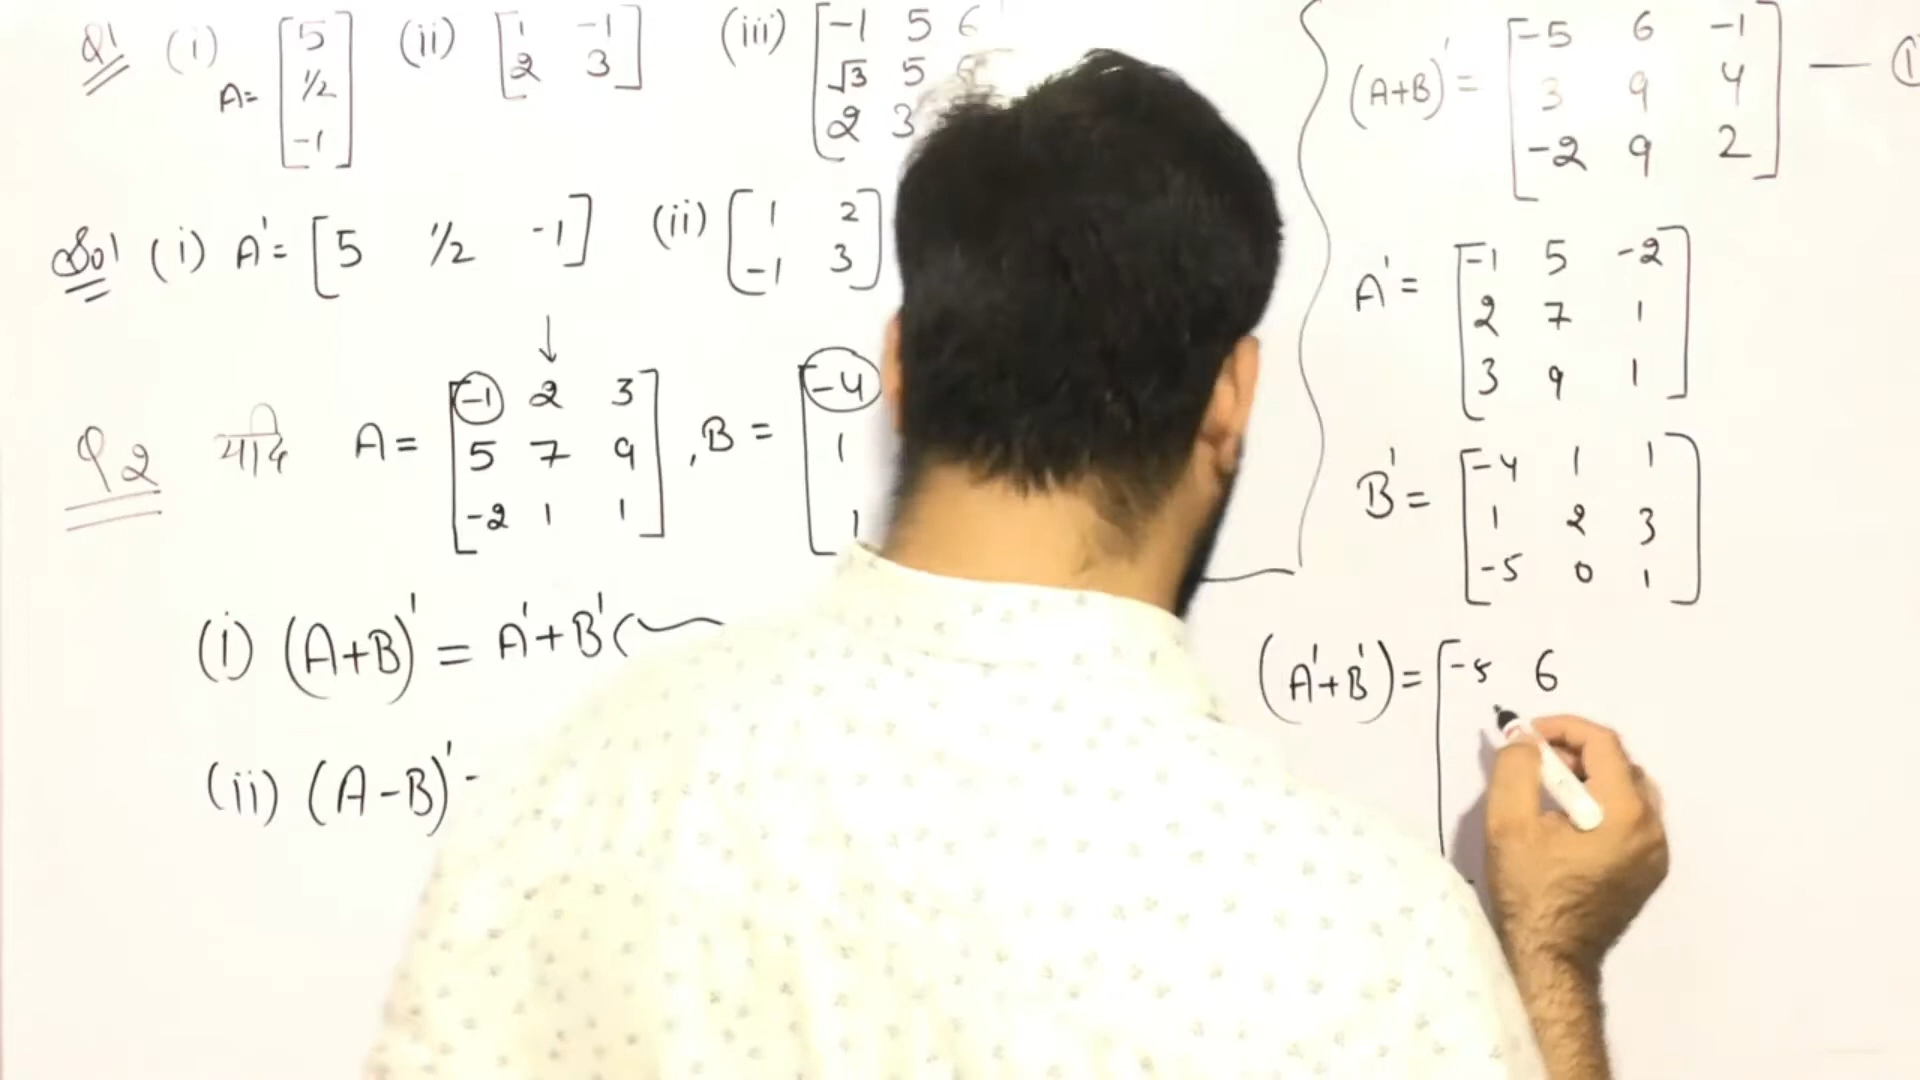 Q1 (i) A= [5 1/2 -1] (ii) [1 -1
2 3] (iii) [-1 5 6
√3 5
2 3
Sol (i) A' = [5 1/2 -1] (ii) [1 2
-1 3]
↓
Q2 यदि A = [-1 2 3
5 7 9
-2 1 1] , B = [-4
1
1
(i) (A+B)' = A'+B'
(ii) (A-B)' -
(A+B)' = [-5 6 -1
3 9 4
-2 9 2] — ①
A' = [-1 5 -2
2 7 1
3 9 1]
B' = [-4 1 1
1 2 3
-5 0 1]
(A'+B') = [-5 6